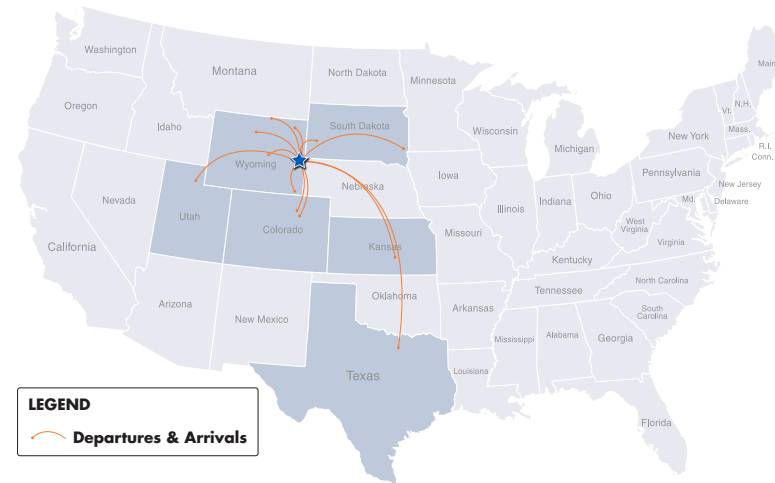 Washington
Montana
North Dakota
Minnesota
Main
Oregon
Idaho
South Dakota
Wisconsin
Michigan
Vt.
N.H.
New York
Mass.
R.I.
Conn.
Wyoming
Nebraska
Iowa
Pennsylvania
New Jersey
Nevada
Utah
Colorado
Kansas
Missouri
Illinois
Indiana
Ohio
Md.
Delaware
West
Virginia
Virginia
California
Kentucky
Arizona
New Mexico
Oklahoma
Arkansas
Tennessee
North Carolina
South
Carolina
Mississippi
Alabama
Georgia
Texas
Louisiana
Florida
LEGEND
Departures & Arrivals